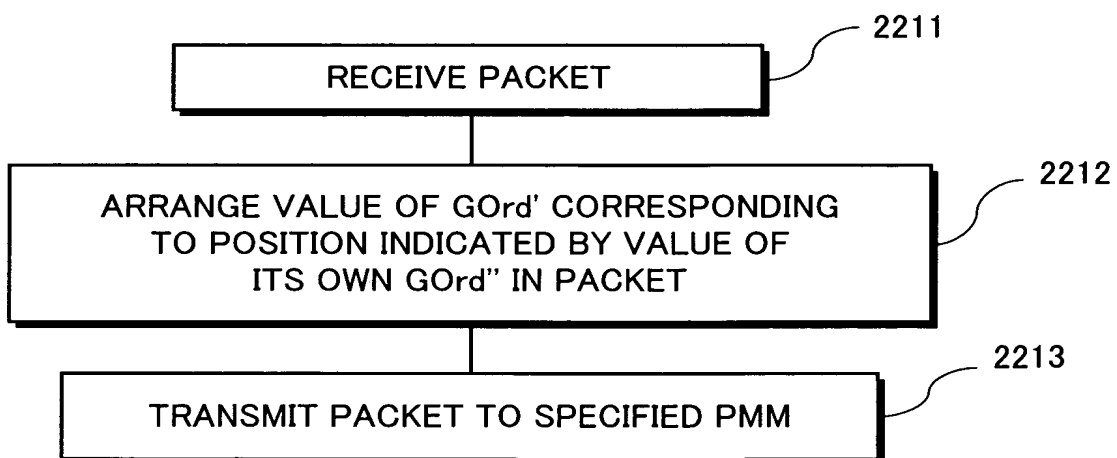 2211
RECEIVE PACKET
2212
ARRANGE VALUE OF GOrd' CORRESPONDING
TO POSITION INDICATED BY VALUE OF
ITS OWN GOrd'' IN PACKET
2213
TRANSMIT PACKET TO SPECIFIED PMM